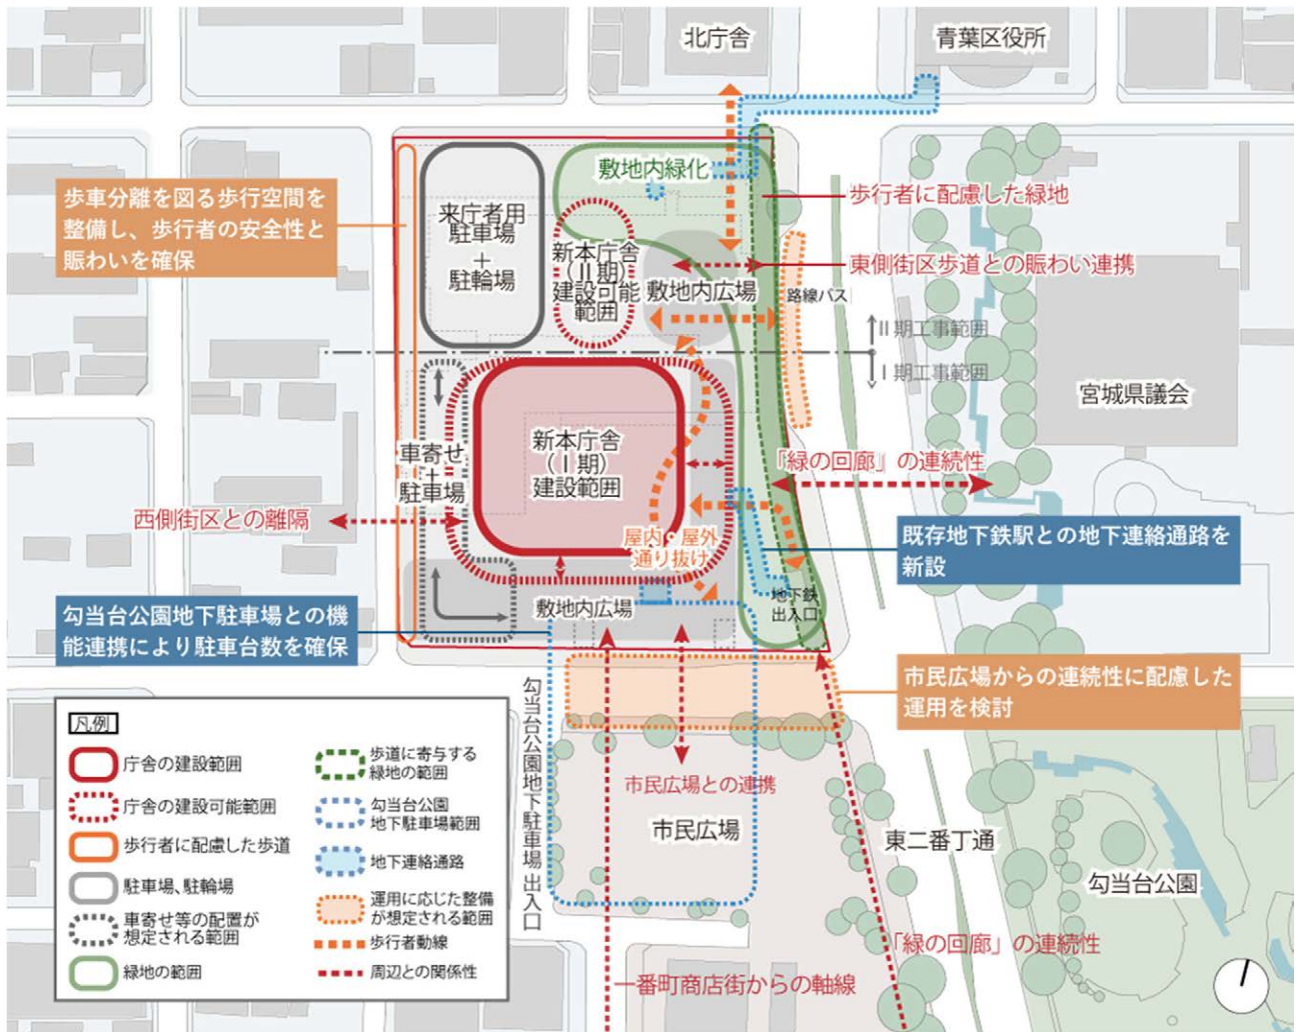 北庁舎
青葉区役所
敷地内緑化
歩車分離を図る歩行空間を
整備し、歩行者の安全性と
賑わいを確保
来庁者用
駐車場
＋
駐輪場
新本庁舎
（Ⅱ期）
建設可能
範囲
歩行者に配慮した緑地
東側街区歩道との賑わい連携
敷地内広場
路線バス
Ⅱ期工事範囲
Ⅰ期工事範囲
宮城県議会
新本庁舎
（Ⅰ期）
建設範囲
車寄せ
＋
駐車場
「緑の回廊」の連続性
西側街区との離隔
屋内・屋外
通り抜け
既存地下鉄駅との地下連絡通路を
新設
敷地内広場
地下鉄
出入口
勾当台公園地下駐車場との機
能連携により駐車台数を確保
市民広場からの連続性に配慮した
運用を検討
勾当台公園地下駐車場 出入口
市民広場との連携
市民広場
東二番丁通
勾当台公園
「緑の回廊」の連続性
一番町商店街からの軸線
凡例
庁舎の建設範囲
庁舎の建設可能範囲
歩行者に配慮した歩道
駐車場、駐輪場
車寄せ等の配置が
想定される範囲
緑地の範囲
歩道に寄与する
緑地の範囲
勾当台公園
地下駐車場範囲
地下連絡通路
運用に応じた整備
が想定される範囲
歩行者動線
周辺との関係性